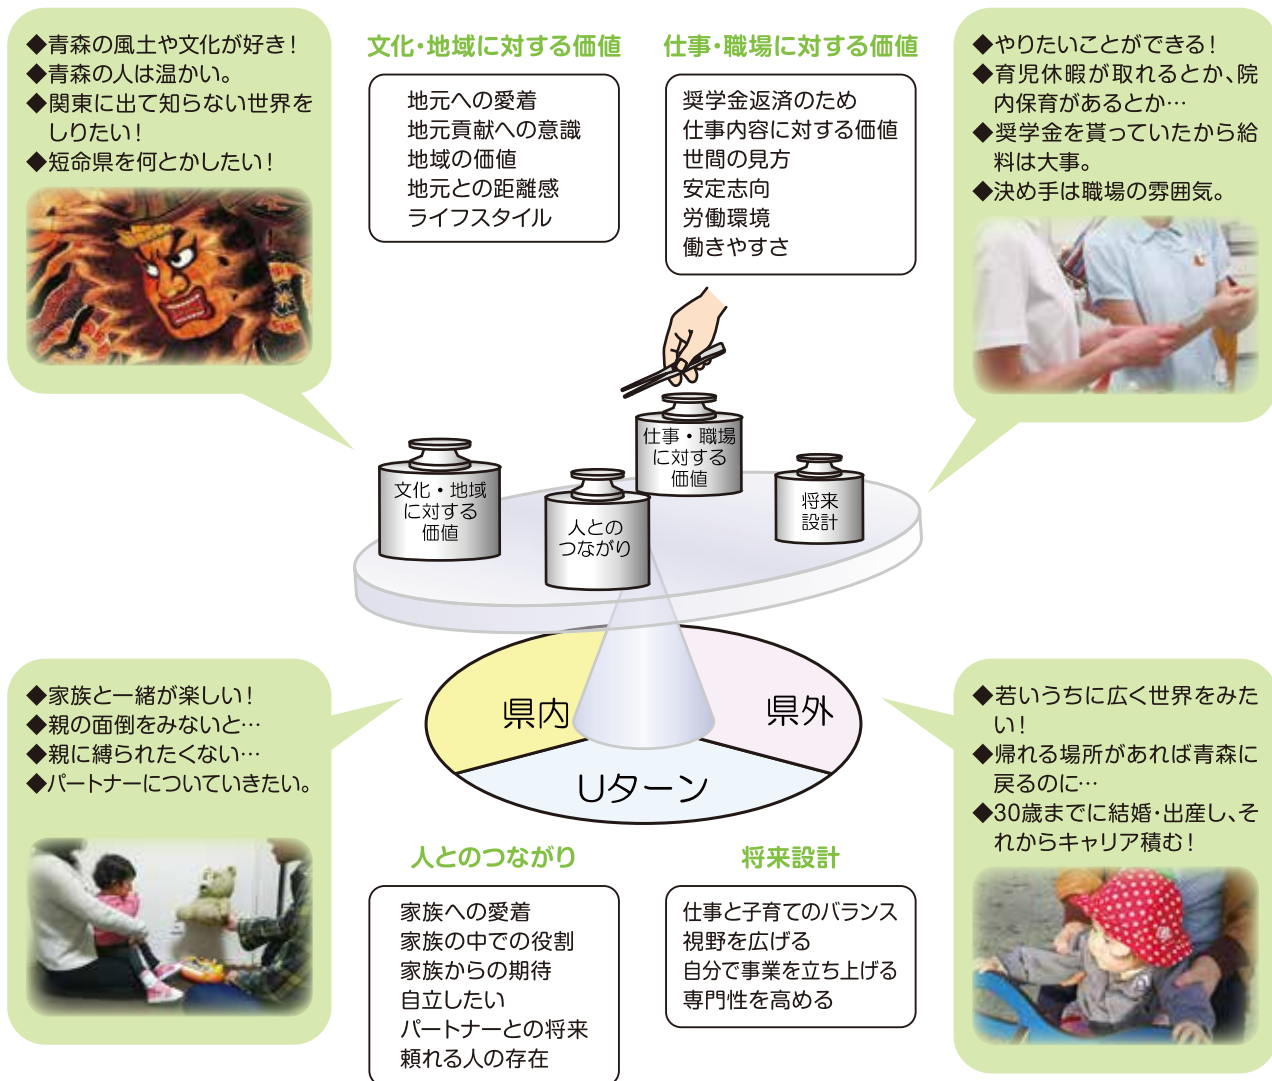 ◆青森の風土や文化が好き！
◆青森の人は温かい。
◆関東に出て知らない世界を
しりたい！
◆短命県を何とかしたい！
文化・地域に対する価値
地元への愛着
地元貢献への意識
地域の価値
地元との距離感
ライフスタイル
仕事・職場に対する価値
奨学金返済のため
仕事内容に対する価値
世間の見方
安定志向
労働環境
働きやすさ
◆やりたいことができる！
◆育児休暇が取れるとか、院
内保育があるとか…
◆奨学金を貰っていたから給
料は大事。
◆決め手は職場の雰囲気。
文化・地域
に対する
価値
人との
つながり
仕事・職場
に対する
価値
将来
設計
県内
県外
Uターン
◆家族と一緒が楽しい！
◆親の面倒をみないと…
◆親に縛られたくない…
◆パートナーについていきたい。
人とのつながり
家族への愛着
家族の中での役割
家族からの期待
自立したい
パートナーとの将来
頼れる人の存在
将来設計
仕事と子育てのバランス
視野を広げる
自分で事業を立ち上げる
専門性を高める
◆若いうちに広く世界をみた
い！
◆帰れる場所があれば青森に
戻るのに…
◆30歳までに結婚・出産し、そ
れからキャリア積む！